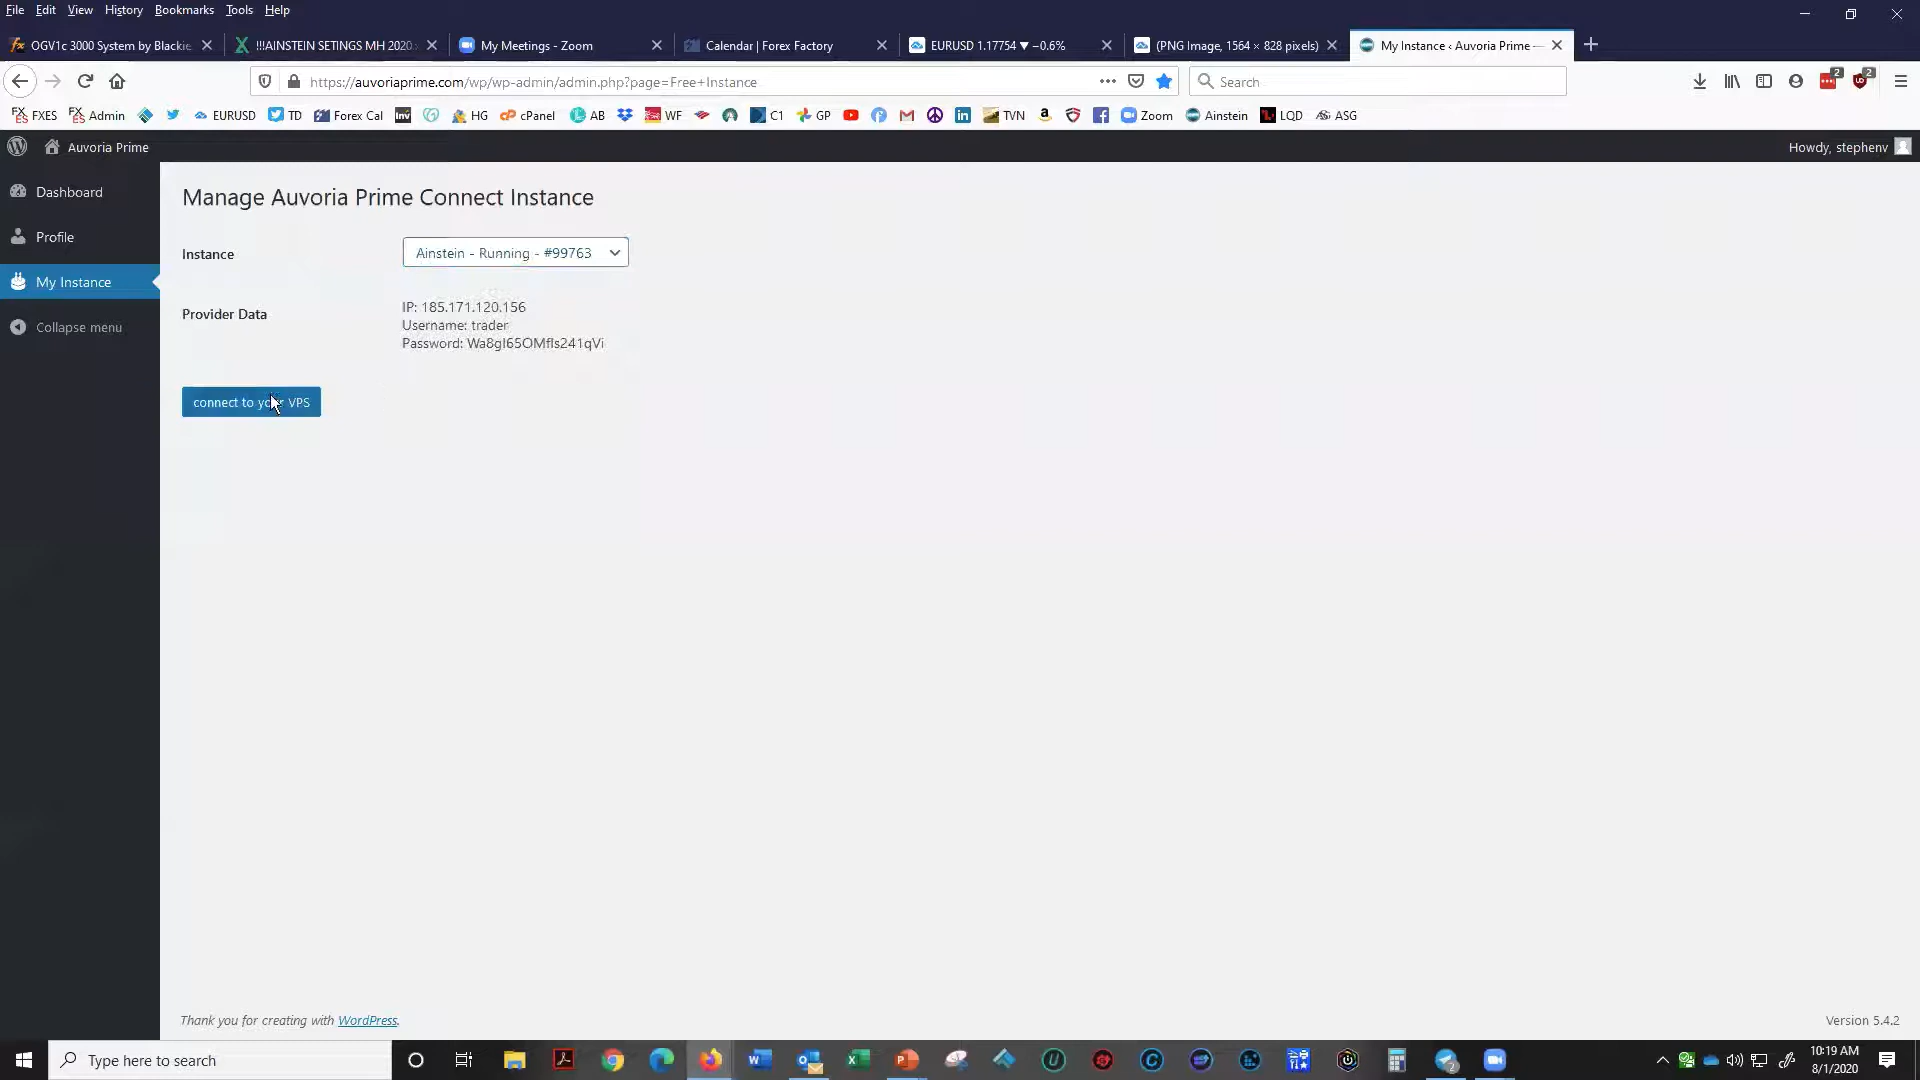 File Edit View History Bookmarks Tools Help
OGV1c 3000 System by Blackie
!!!AINSTEIN SETINGS MH 2020
My Meetings - Zoom
Calendar | Forex Factory
EURUSD 1.17754 ▼ −0.6%
(PNG Image, 1564 × 828 pixels)
My Instance ‹ Auvoria Prime —
https://auvoriaprime.com/wp/wp-admin/admin.php?page=Free+Instance
Search
2
2
FXES Admin EURUSD TD Forex Cal Inv HG cPanel AB WF C1 GP TVN Zoom Ainstein LQD ASG
Auvoria Prime
Howdy, stephenv
Dashboard
Profile
My Instance
Collapse menu
Manage Auvoria Prime Connect Instance
Instance
Ainstein - Running - #99763
Provider Data
IP: 185.171.120.156
Username: trader
connect to your VPS
Thank you for creating with WordPress.
Version 5.4.2
Type here to search
2
10:19 AM
8/1/2020